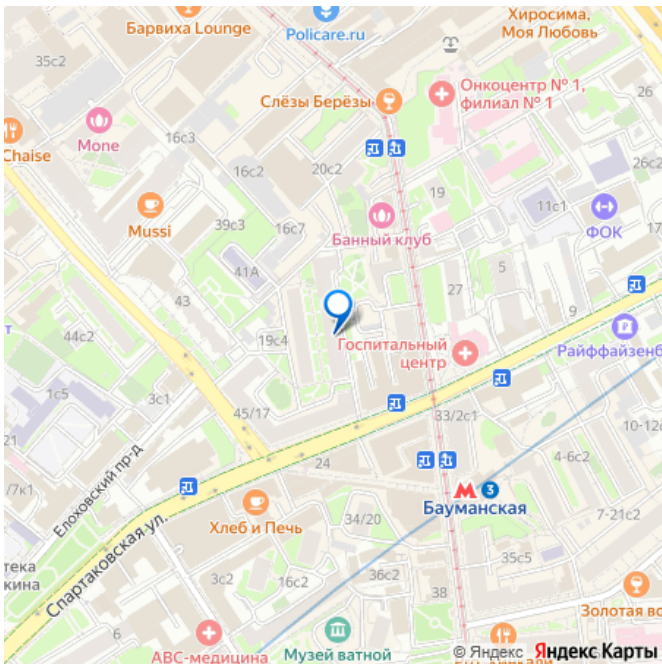 Барвиха Lounge
Policare.ru
Хиросима,
Моя Любовь
35с2
Слёзы Берёзы
Онкоцентр № 1,
филиал № 1
Chaise
Mone
16с3
16с2
20с2
26с2
19
11с1
ФОК
Mussi
39с3
16с7
Банный клуб
41А
5
43
27
9
44с2
19с4
Госпитальный
центр
Райффайзенб
1с5
3с1
45/17
33/2с1
10-12
/7к1
Елоховский пр-д
24
4-6с2
3
Бауманская
Хлеб и Печь
34/20
7-21с2
Спартаковская ул.
тека
кина
35с5
3с2
16с2
36с2
38
Золотая во
6
АВС-медицина
Музей ватной
© Яндекс Яндекс Карты